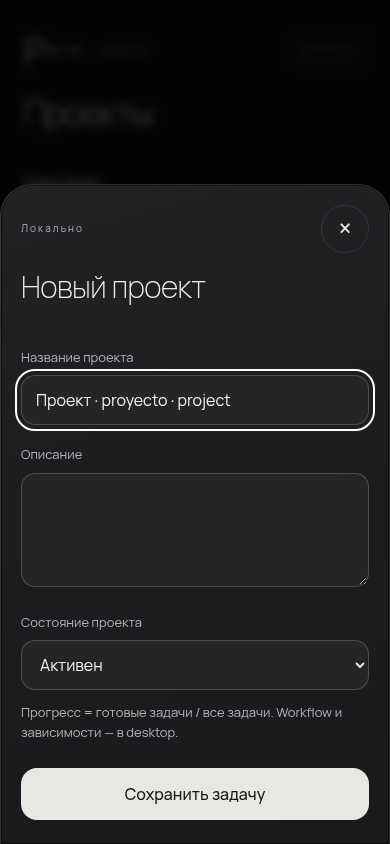 Проекты
Локально
Новый проект
Название проекта
Проект · proyecto · project
Описание
Состояние проекта
Активен
Прогресс = готовые задачи / все задачи. Workflow и
зависимости — в desktop.
Сохранить задачу